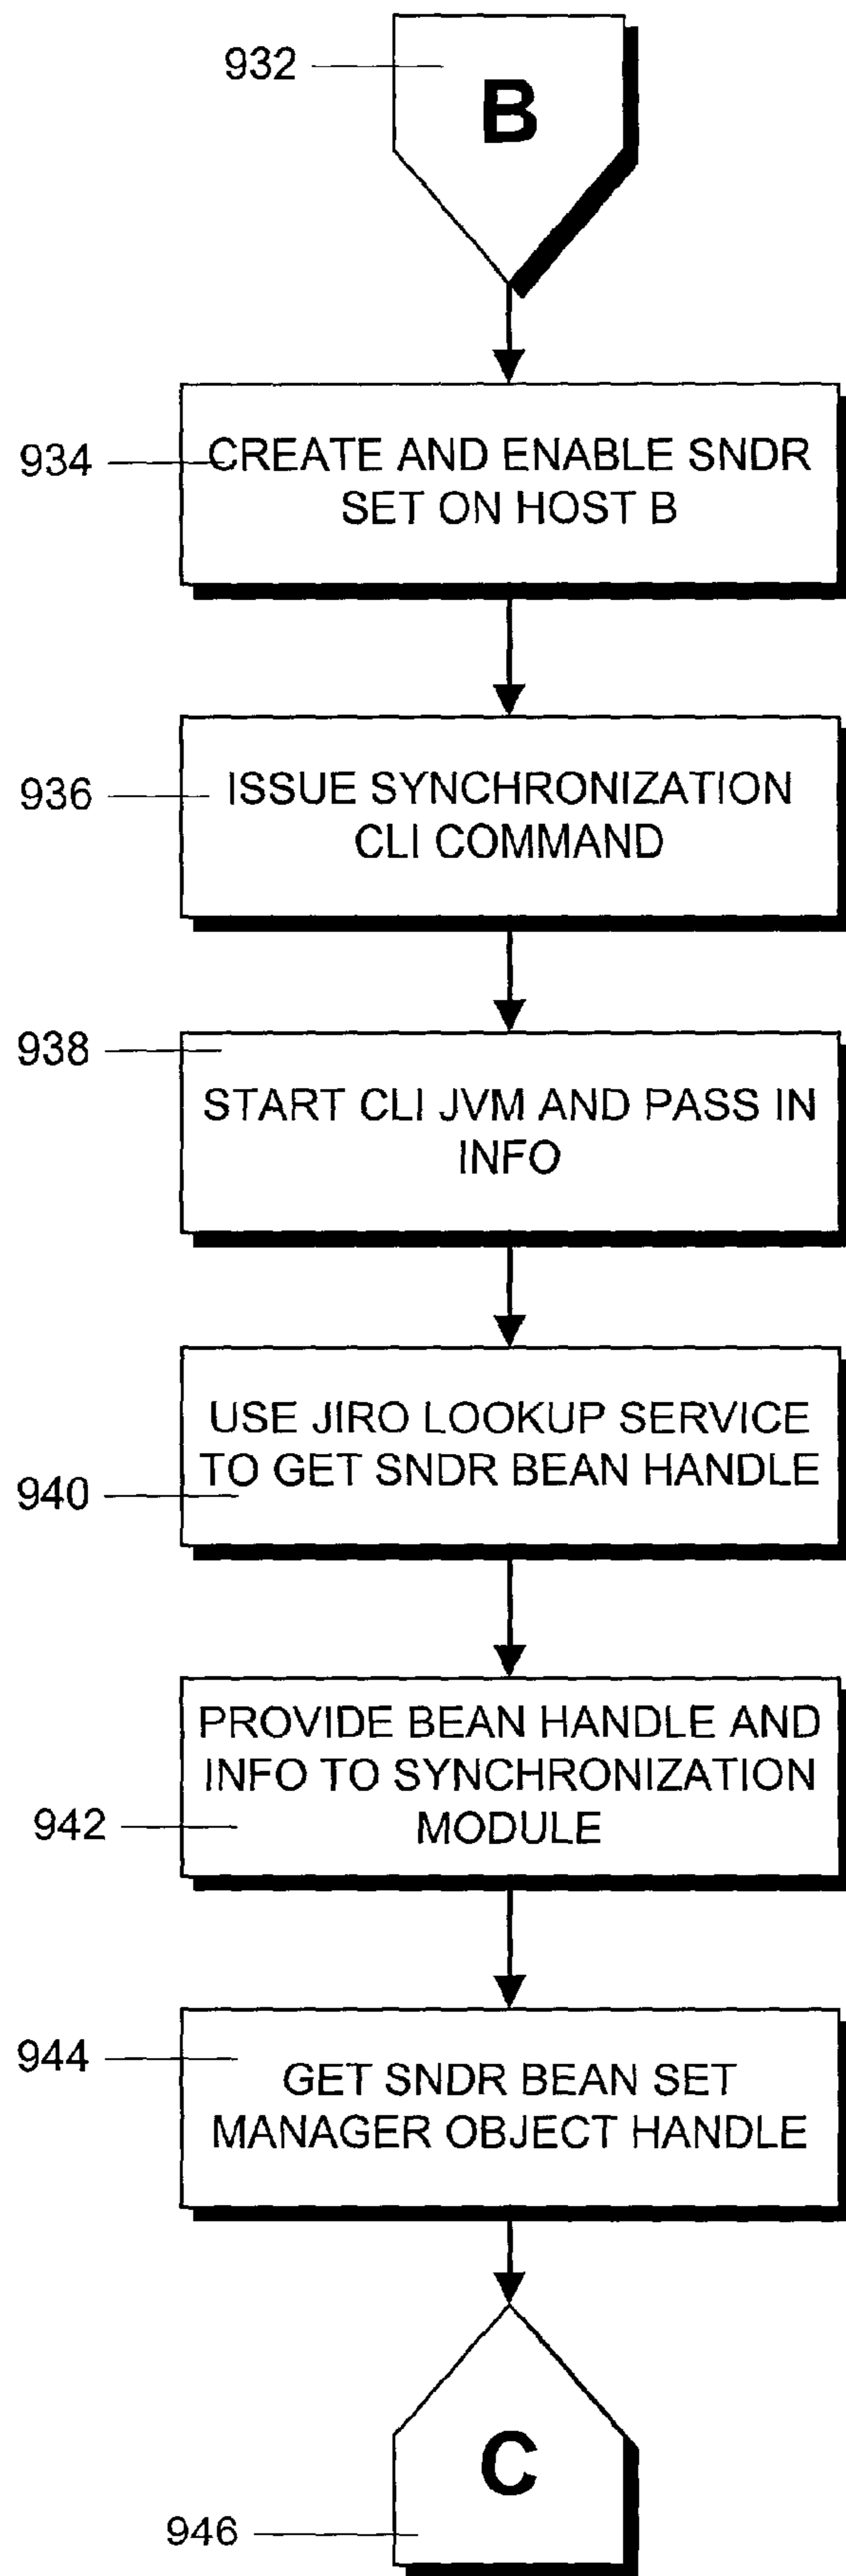 932
B
934
CREATE AND ENABLE SNDR
SET ON HOST B
936
ISSUE SYNCHRONIZATION
CLI COMMAND
938
START CLI JVM AND PASS IN
INFO
USE JIRO LOOKUP SERVICE
TO GET SNDR BEAN HANDLE
940
PROVIDE BEAN HANDLE AND
INFO TO SYNCHRONIZATION
MODULE
942
944
GET SNDR BEAN SET
MANAGER OBJECT HANDLE
C
946